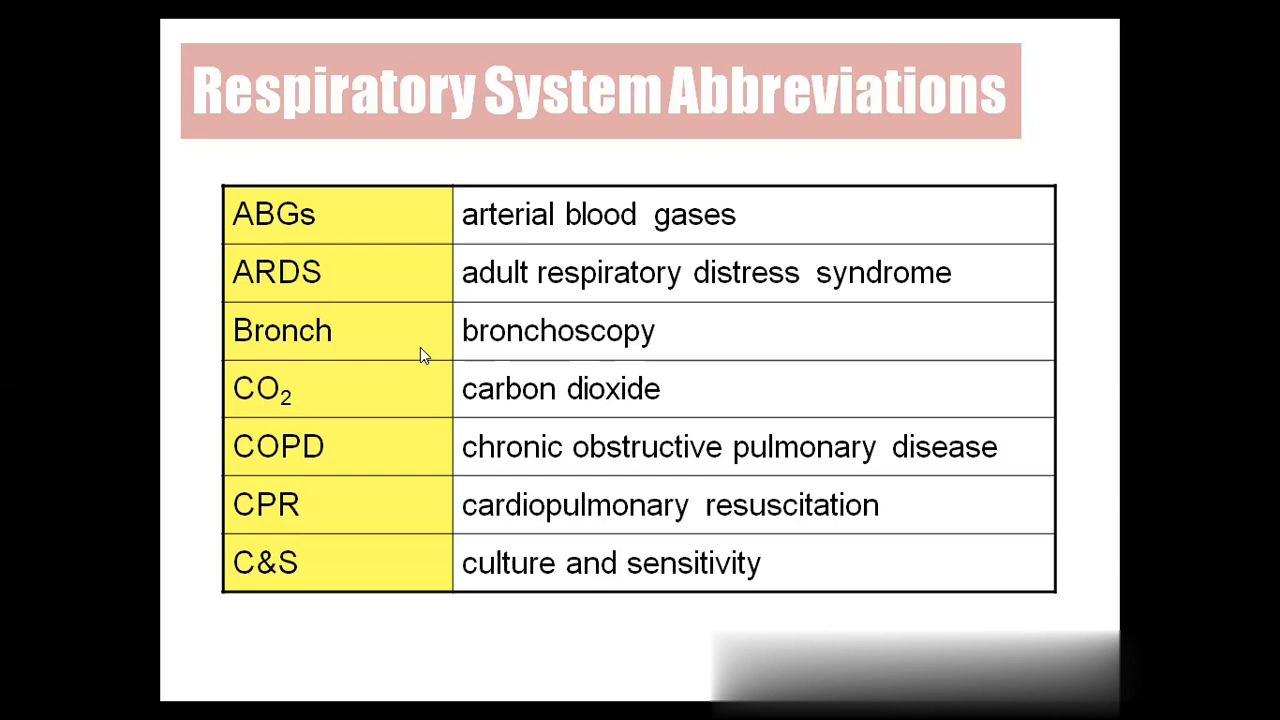 Respiratory System Abbreviations
ABGs arterial blood gases
ARDS adult respiratory distress syndrome
Bronch bronchoscopy
CO₂ carbon dioxide
COPD chronic obstructive pulmonary disease
CPR cardiopulmonary resuscitation
C&S culture and sensitivity